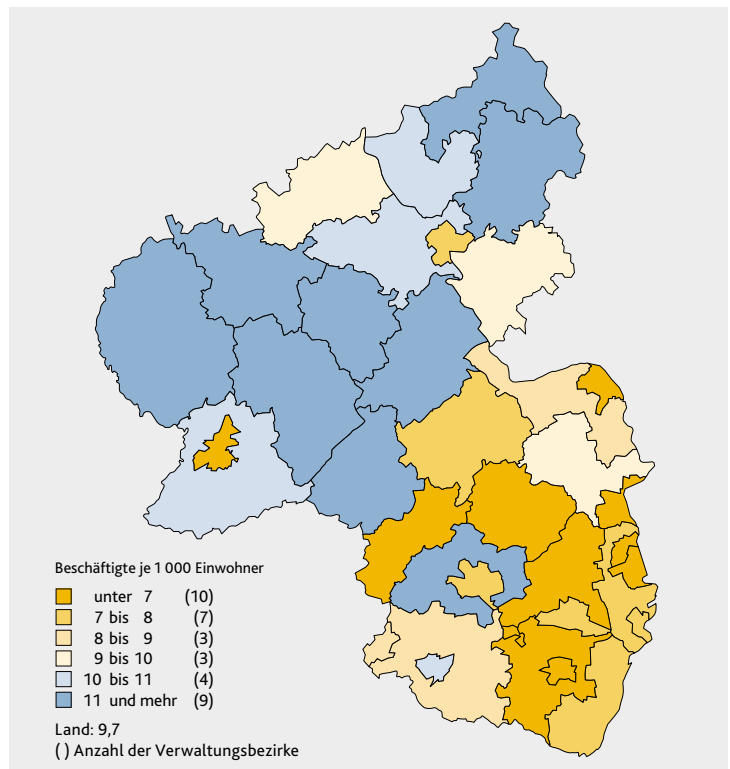 Beschäftigte je 1 000 Einwohner
unter 7 (10)
7 bis 8 (7)
8 bis 9 (3)
9 bis 10 (3)
10 bis 11 (4)
11 und mehr (9)
Land: 9,7
( ) Anzahl der Verwaltungsbezirke